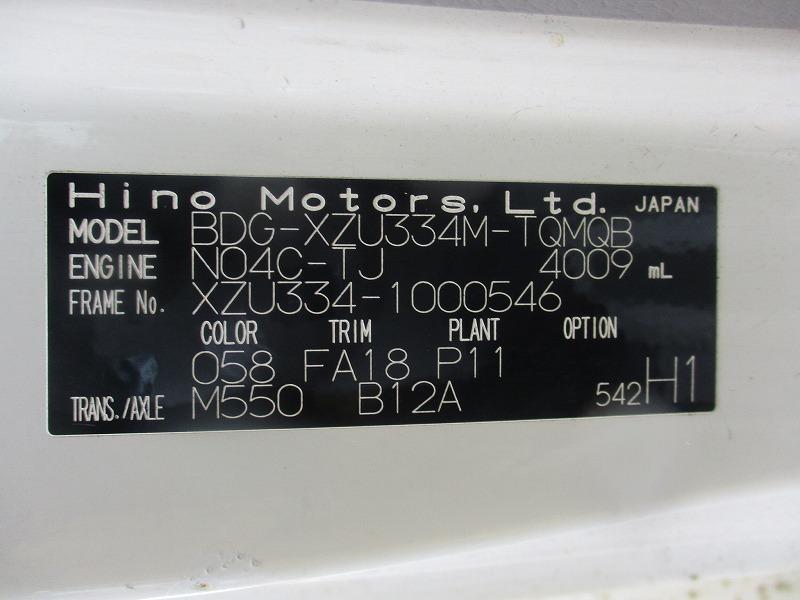 Hino Motors, Ltd. JAPAN
MODEL BDG-XZU334M-TQMQB
ENGINE N04C-TJ 4009 mL
FRAME No. XZU334-1000546
COLOR TRIM PLANT OPTION
058 FA18 P11
TRANS./AXLE M550 B12A 542H1